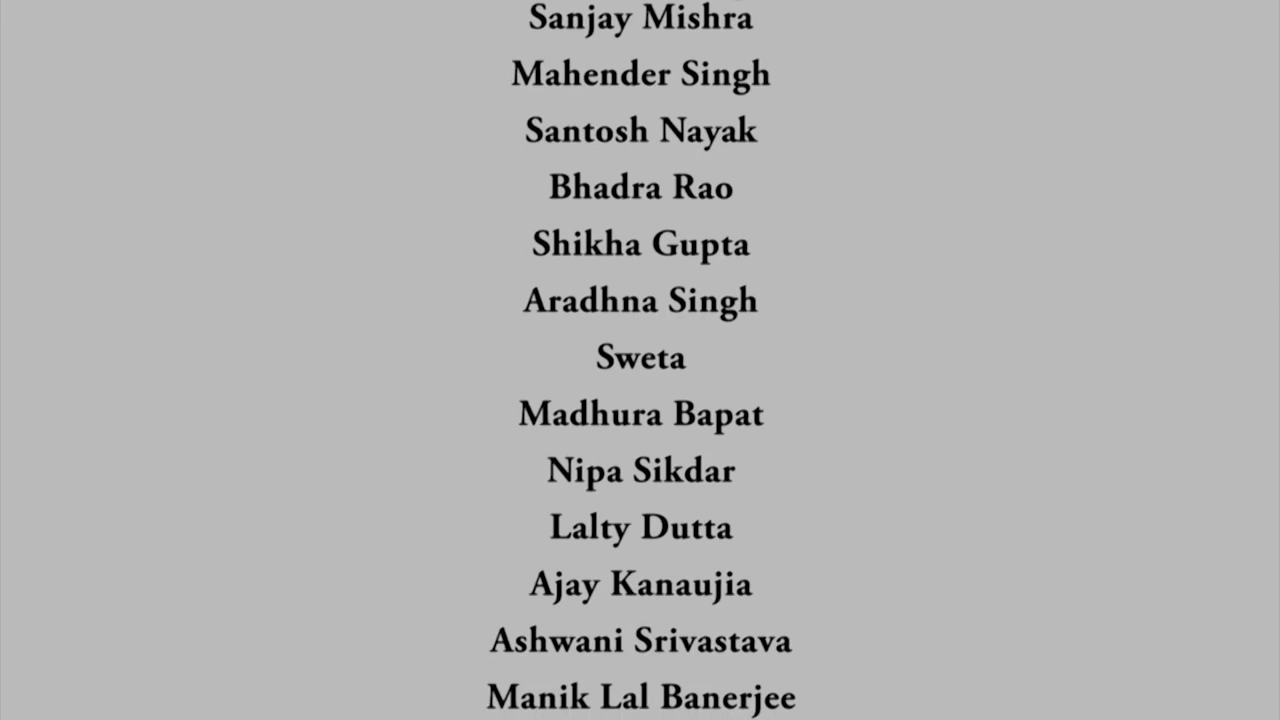 Sanjay Mishra
Mahender Singh
Santosh Nayak
Bhadra Rao
Shikha Gupta
Aradhna Singh
Sweta
Madhura Bapat
Nipa Sikdar
Lalty Dutta
Ajay Kanaujia
Ashwani Srivastava
Manik Lal Banerjee